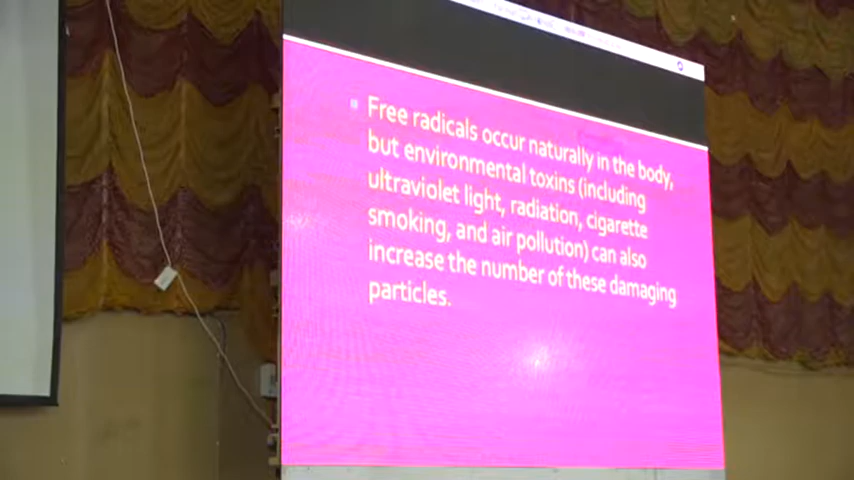 Free radicals occur naturally in the body,
but environmental toxins (including
ultraviolet light, radiation, cigarette
smoking, and air pollution) can also
increase the number of these damaging
particles.